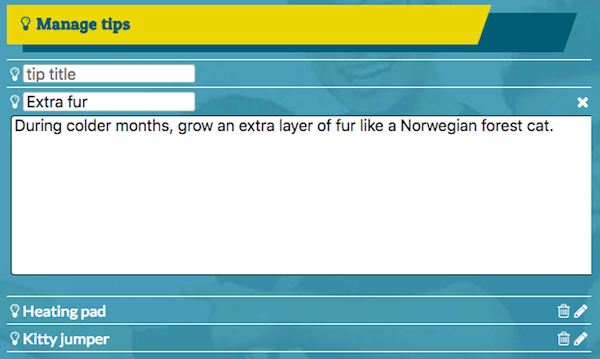 Manage tips
tip title
Extra fur
During colder months, grow an extra layer of fur like a Norwegian forest cat.
Heating pad
Kitty jumper